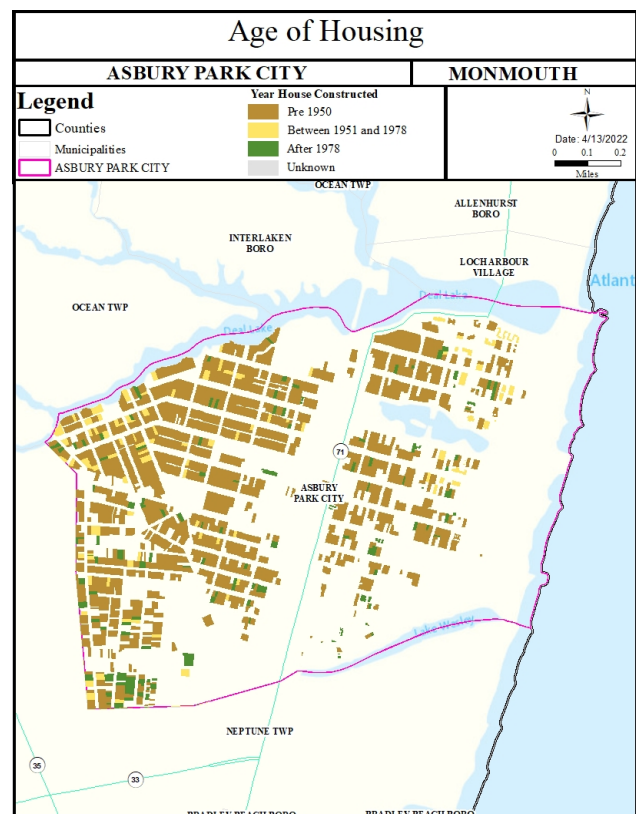 Age of Housing
ASBURY PARK CITY
MONMOUTH
Legend
Counties
Municipalities
ASBURY PARK CITY
Year House Constructed
Pre 1950
Between 1951 and 1978
After 1978
Unknown
N
Date: 4/13/2022
0 0.1 0.2
Miles
OCEAN TWP
ALLENHURST
BORO
INTERLAKEN
BORO
LOCHARBOUR
VILLAGE
Atlant
Deal Lake
OCEAN TWP
Deal Lake
71
ASBURY
PARK CITY
Lake Wesley
NEPTUNE TWP
35
33
BRADLEY BEACH BORO
BRADLEY BEACH BORO